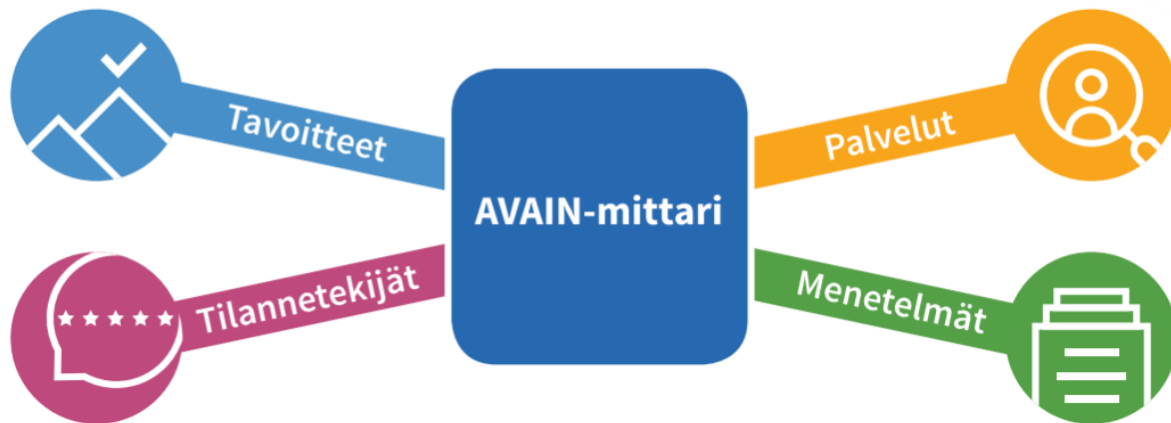 Tavoitteet
Palvelut
AVAIN-mittari
Tilannetekijät
Menetelmät